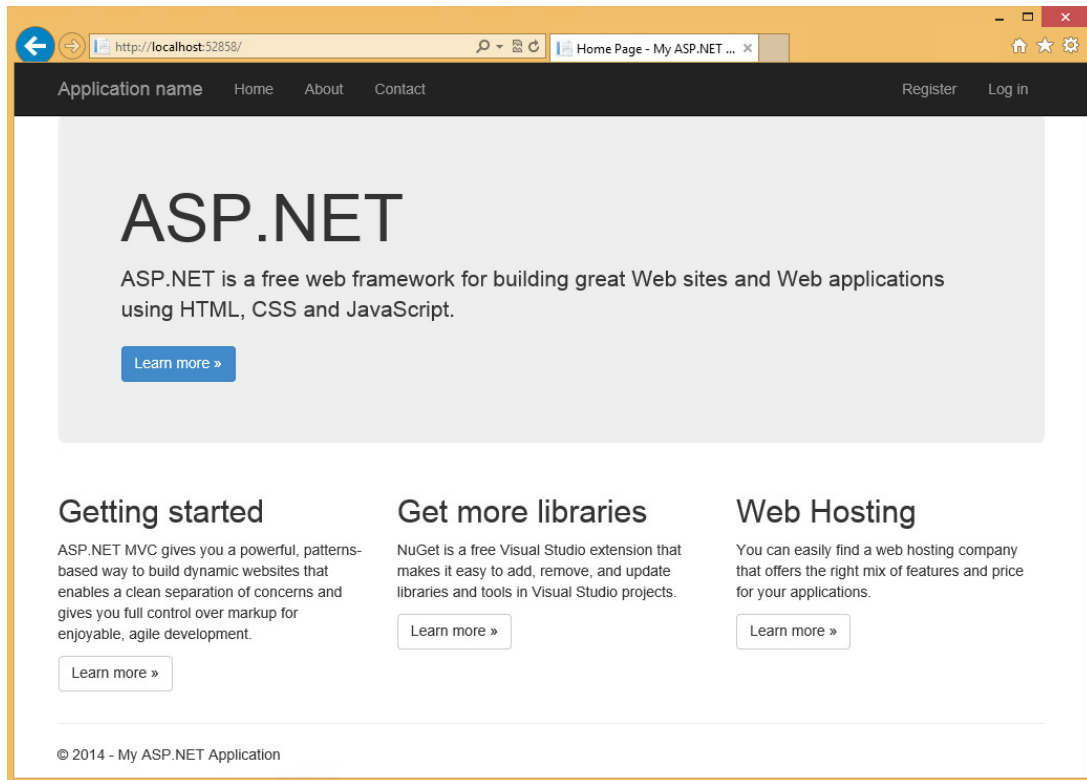 http://localhost:52858/
Home Page - My ASP.NET ...
Application name Home About Contact Register Log in
ASP.NET
ASP.NET is a free web framework for building great Web sites and Web applications
using HTML, CSS and JavaScript.
Learn more »
Getting started
ASP.NET MVC gives you a powerful, patterns-
based way to build dynamic websites that
enables a clean separation of concerns and
gives you full control over markup for
enjoyable, agile development.
Learn more »
Get more libraries
NuGet is a free Visual Studio extension that
makes it easy to add, remove, and update
libraries and tools in Visual Studio projects.
Learn more »
Web Hosting
You can easily find a web hosting company
that offers the right mix of features and price
for your applications.
Learn more »
© 2014 - My ASP.NET Application